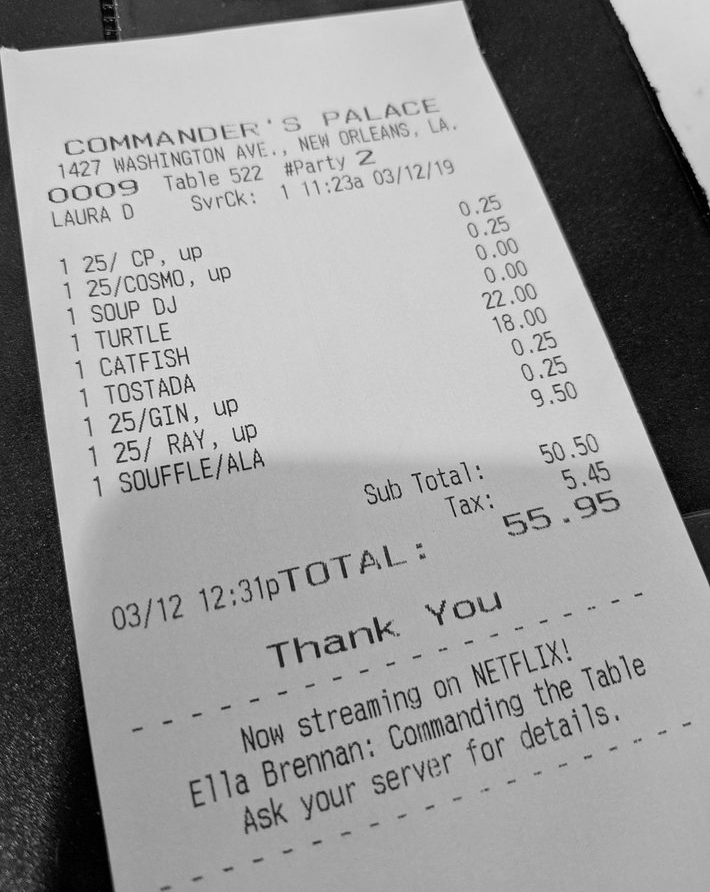 COMMANDER'S PALACE
1427 WASHINGTON AVE., NEW ORLEANS, LA.
0009 Table 522 #Party 2
LAURA D SvrCk: 1 11:23a 03/12/19
1 25/ CP, up 0.25
1 25/COSMO, up 0.25
1 SOUP DJ 0.00
1 TURTLE 0.00
1 CATFISH 22.00
1 TOSTADA 18.00
1 25/GIN, up 0.25
1 25/ RAY, up 0.25
1 SOUFFLE/ALA 9.50
Sub Total: 50.50
Tax: 5.45
03/12 12:31pTOTAL: 55.95
Thank You
- - - - - - - - - - - - - - - - - -
Now streaming on NETFLIX!
Ella Brennan: Commanding the Table
Ask your server for details.
- - - - - - - - - - - - - - - - - -